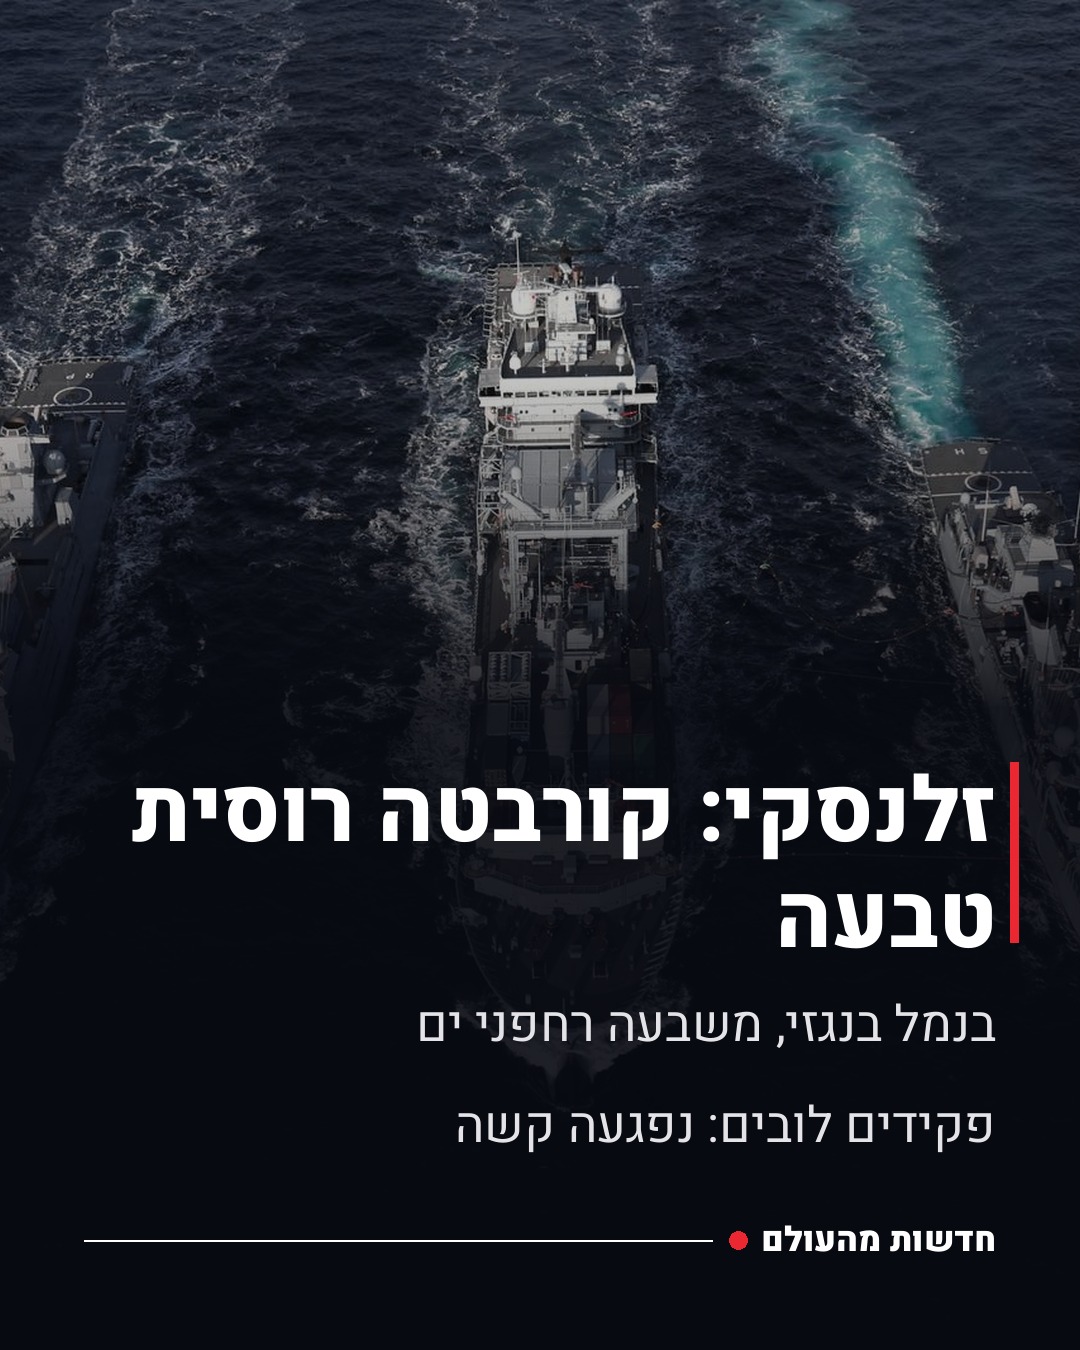 זלנסקי: קורבטה רוסית
טבעה
בנמל בנגזי, משבעה רחפני ים
פקידים לובים: נפגעה קשה
חדשות מהעולם